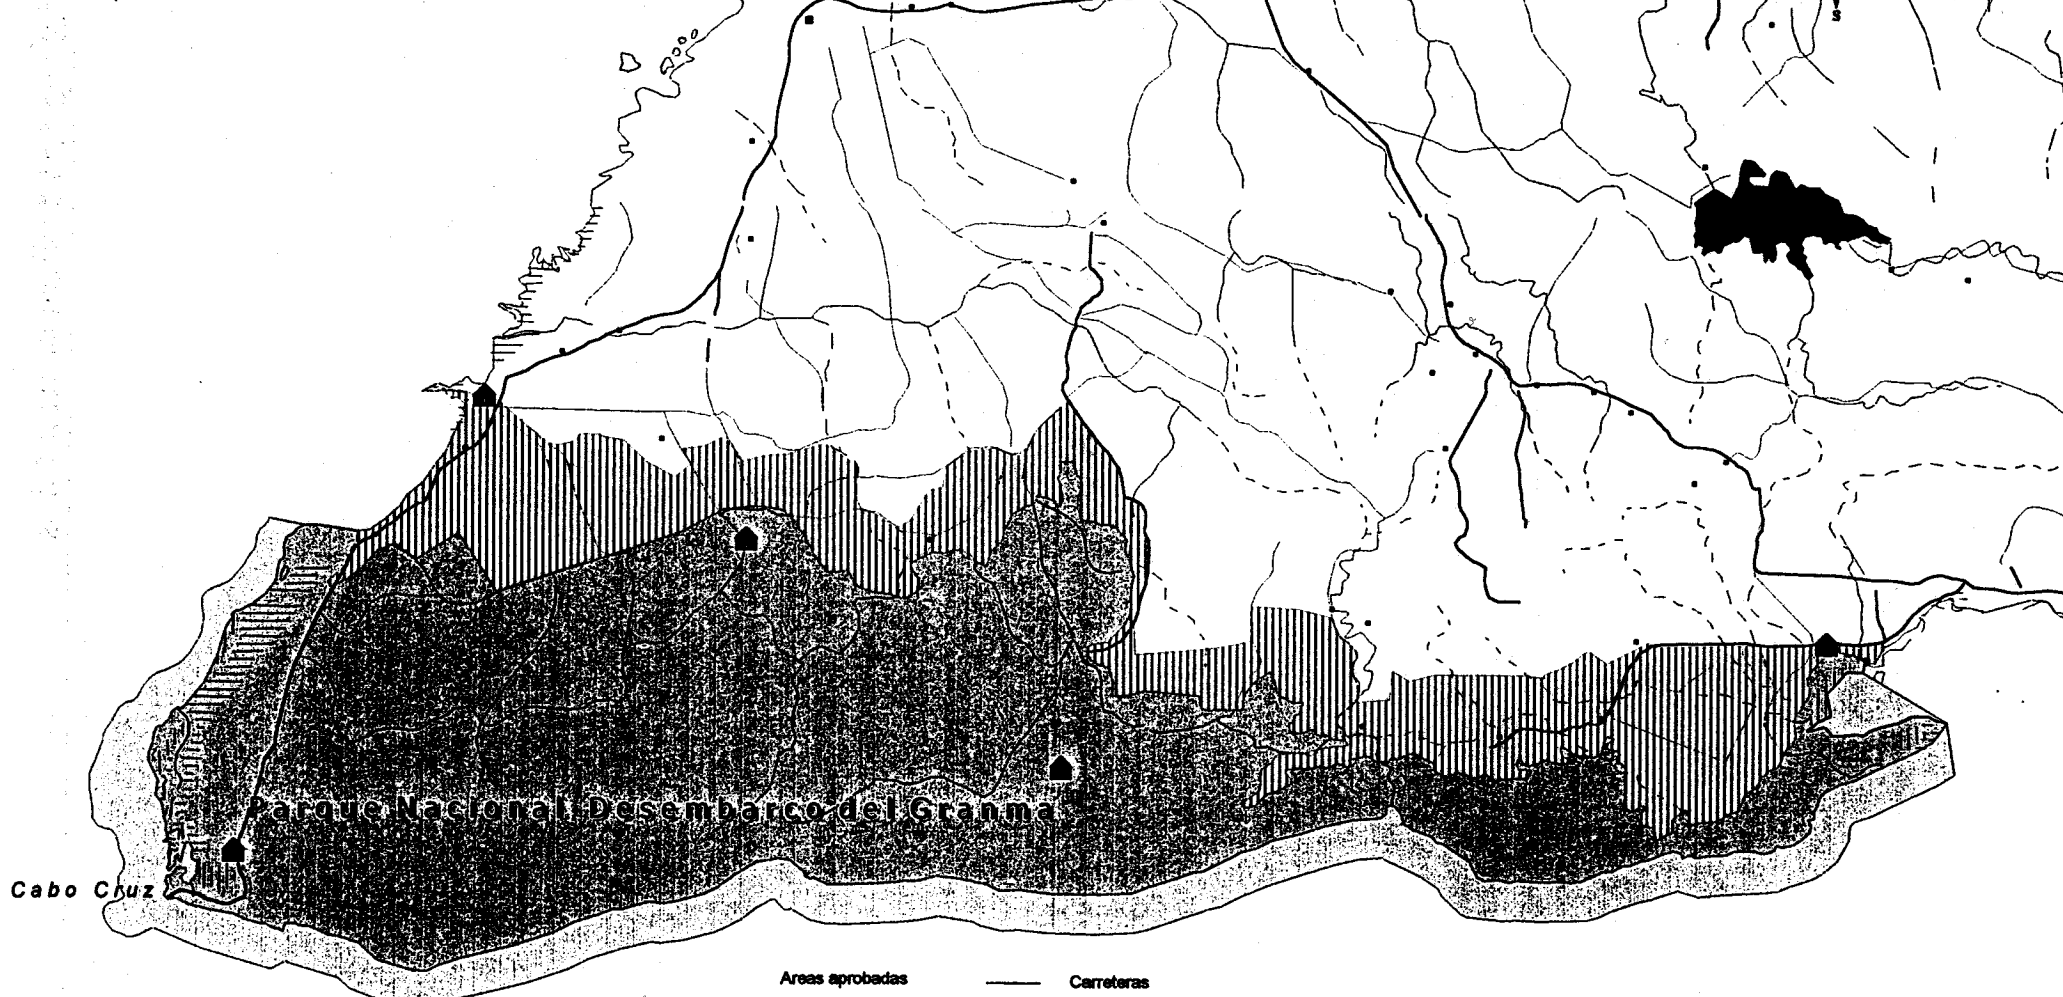 Parque Nacional Desembarco del Granma
Cabo Cruz
Areas aprobadas
Carreteras